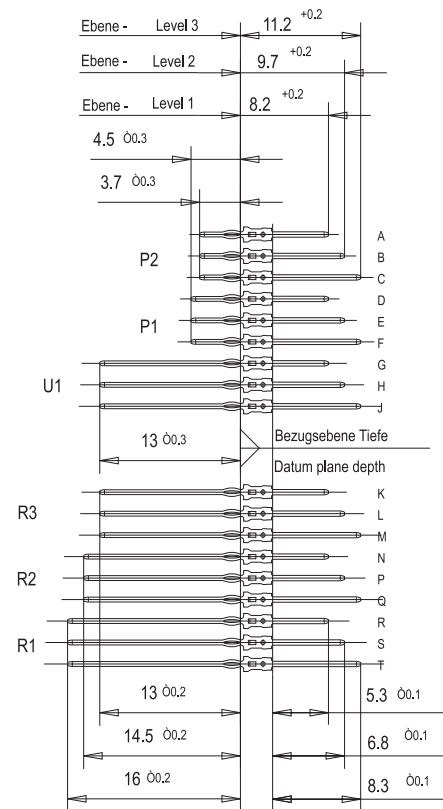 Ebene - Level 3 11.2 +0.2
Ebene - Level 2 9.7 +0.2
Ebene - Level 1 8.2 +0.2
4.5 Ò0.3
3.7 Ò0.3
A
P2 B
C
D
P1 E
F
G
U1 H
J
13 Ò0.3 Bezugsebene Tiefe
Datum plane depth
K
R3 L
M
N
R2 P
Q
R
R1 S
T
13 Ò0.2 5.3 Ò0.1
14.5 Ò0.2 6.8 Ò0.1
16 Ò0.2 8.3 Ò0.1